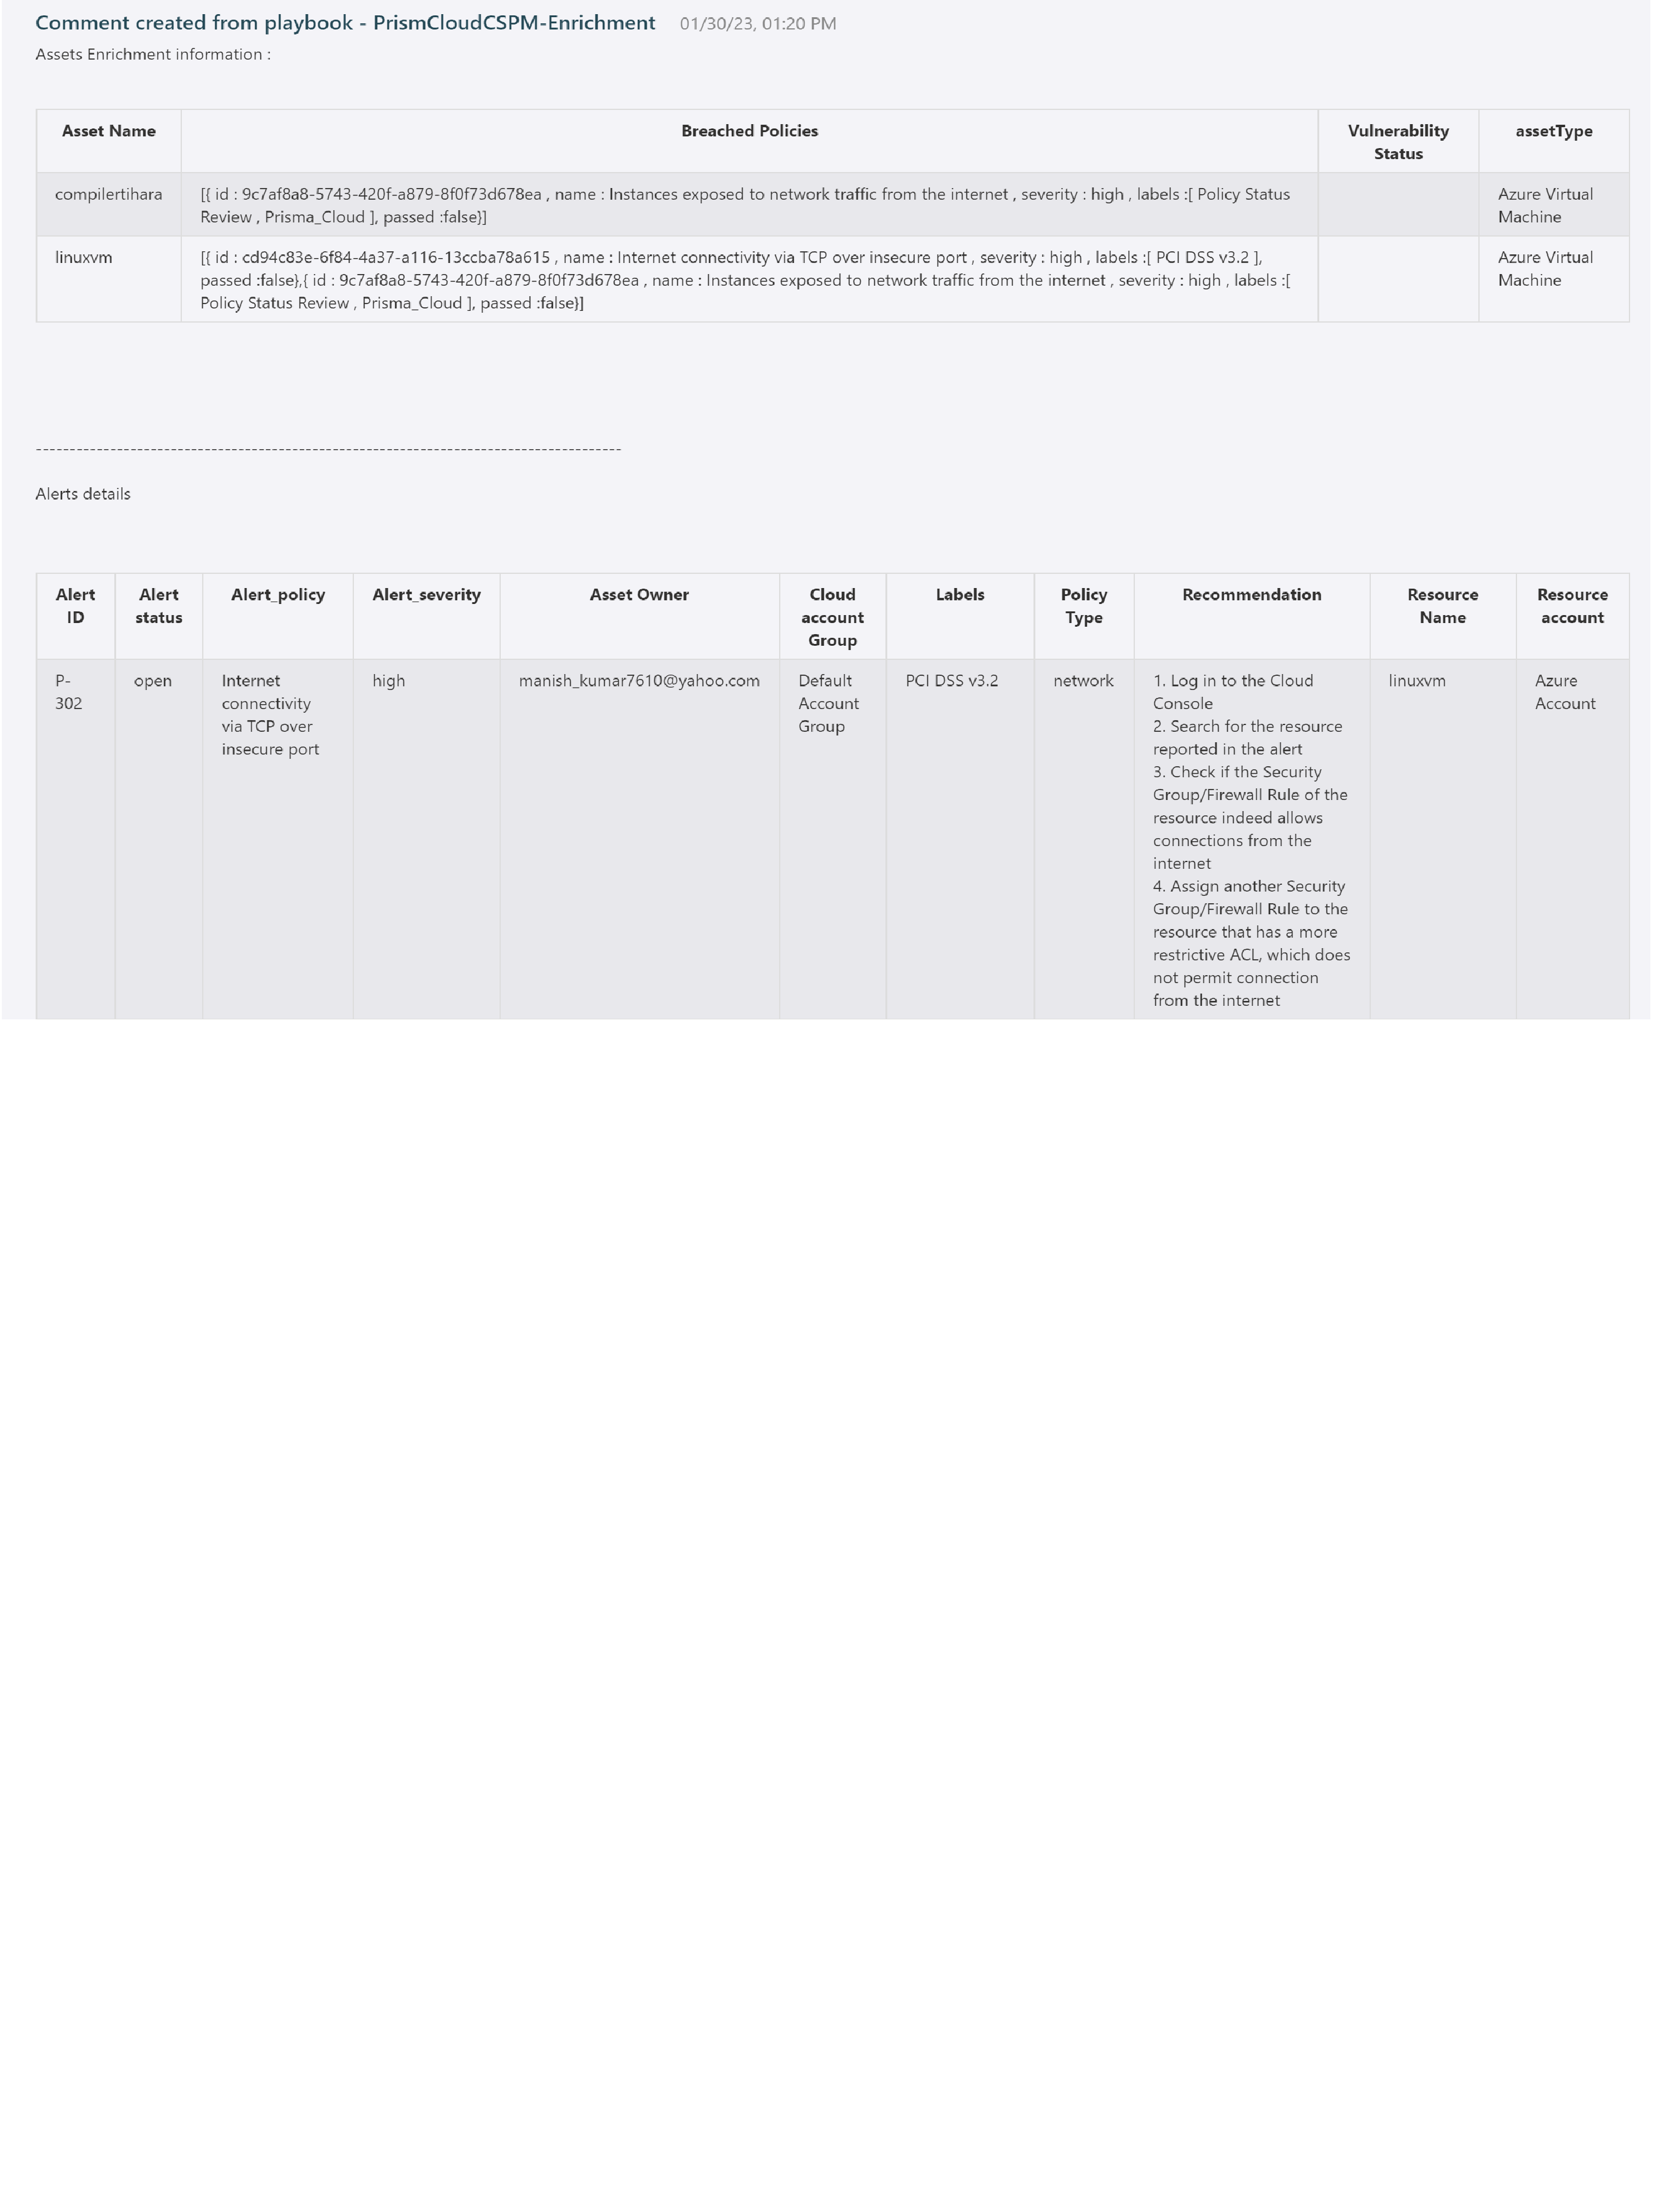 Comment created from playbook - PrismCloudCSPM-Enrichment 01/30/23, 01:20 PM
Assets Enrichment information :
Asset Name Breached Policies Vulnerability Status assetType
compilertihara [{ id : 9c7af8a8-5743-420f-a879-8f0f73d678ea , name : Instances exposed to network traffic from the internet , severity : high , labels :[ Policy Status Azure Virtual
Review , Prisma_Cloud ], passed :false}] Machine
linuxvm [{ id : cd94c83e-6f84-4a37-a116-13ccba78a615 , name : Internet connectivity via TCP over insecure port , severity : high , labels :[ PCI DSS v3.2 ], Azure Virtual
passed :false},{ id : 9c7af8a8-5743-420f-a879-8f0f73d678ea , name : Instances exposed to network traffic from the internet , severity : high , labels :[ Machine
Policy Status Review , Prisma_Cloud ], passed :false}]
-----------------------------------------------------------------------------------------
Alerts details
Alert ID
Alert status
Alert_policy
Alert_severity
Asset Owner
Cloud account Group
Labels
Policy Type
Recommendation
Resource Name
Resource account
P-
302
open
Internet
connectivity
via TCP over
insecure port
high
manish_kumar7610@yahoo.com
Default
Account
Group
PCI DSS v3.2
network
1. Log in to the Cloud
Console
2. Search for the resource
reported in the alert
3. Check if the Security
Group/Firewall Rule of the
resource indeed allows
connections from the
internet
4. Assign another Security
Group/Firewall Rule to the
resource that has a more
restrictive ACL, which does
not permit connection
from the internet
linuxvm
Azure
Account